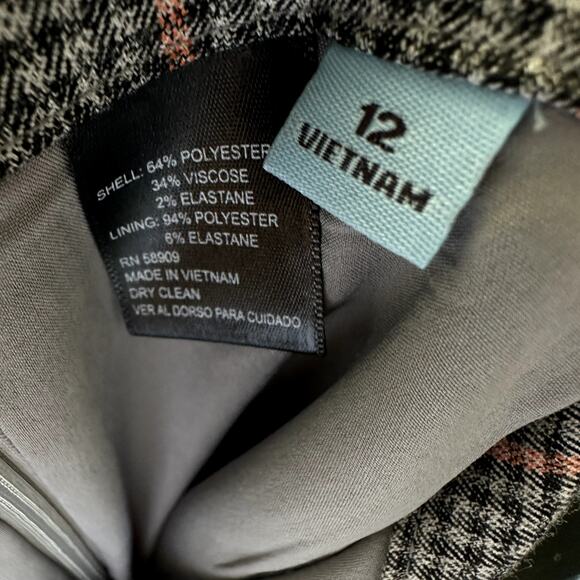 SHELL: 64% POLYESTER
34% VISCOSE
2% ELASTANE
LINING: 94% POLYESTER
6% ELASTANE
RN 58909
MADE IN VIETNAM
DRY CLEAN
VER AL DORSO PARA CUIDADO
12
VIETNAM